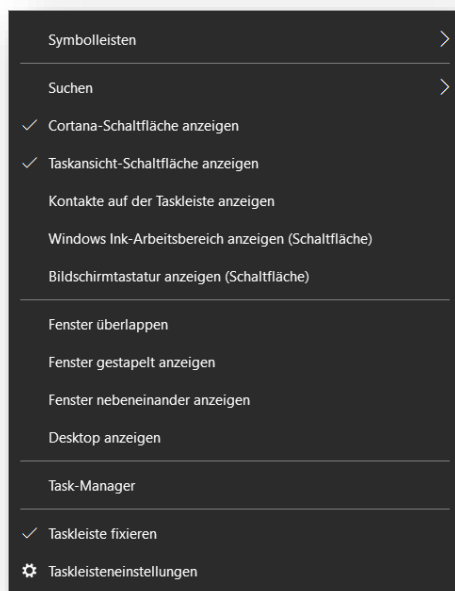 Symbolleisten
Suchen
Cortana-Schaltfläche anzeigen
Taskansicht-Schaltfläche anzeigen
Kontakte auf der Taskleiste anzeigen
Windows Ink-Arbeitsbereich anzeigen (Schaltfläche)
Bildschirmtastatur anzeigen (Schaltfläche)
Fenster überlappen
Fenster gestapelt anzeigen
Fenster nebeneinander anzeigen
Desktop anzeigen
Task-Manager
Taskleiste fixieren
Taskleisteneinstellungen